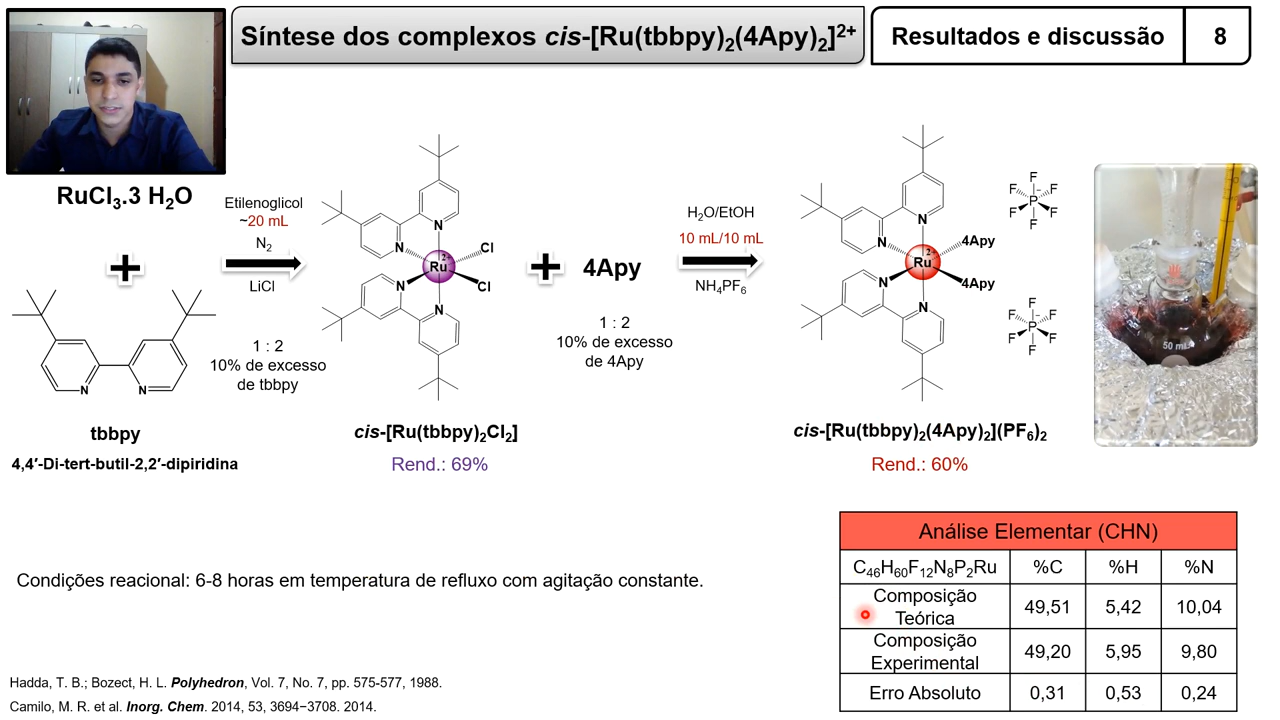 Síntese dos complexos cis-[Ru(tbbpy)₂(4Apy)₂]²⁺
Resultados e discussão
8
RuCl₃.3 H₂O
+
N
N
tbbpy
4,4′-Di-tert-butil-2,2′-dipiridina
Etilenoglicol
~20 mL
N₂
LiCl
1 : 2
10% de excesso
de tbbpy
N
N
Ru
2+
Cl
Cl
N
N
cis-[Ru(tbbpy)₂Cl₂]
Rend.: 69%
+
4Apy
1 : 2
10% de excesso
de 4Apy
H₂O/EtOH
10 mL/10 mL
NH₄PF₆
N
N
Ru
2+
4Apy
4Apy
N
N
cis-[Ru(tbbpy)₂(4Apy)₂](PF₆)₂
Rend.: 60%
F
F
F
P
-
F
F
F
F
F
F
P
-
F
F
F
50 mL
Condições reacional: 6-8 horas em temperatura de refluxo com agitação constante.
Análise Elementar (CHN)
C₄₆H₆₀F₁₂N₈P₂Ru %C %H %N
Composição
Teórica 49,51 5,42 10,04
Composição
Experimental 49,20 5,95 9,80
Erro Absoluto 0,31 0,53 0,24
Hadda, T. B.; Bozect, H. L. Polyhedron, Vol. 7, No. 7, pp. 575-577, 1988.
Camilo, M. R. et al. Inorg. Chem. 2014, 53, 3694−3708. 2014.